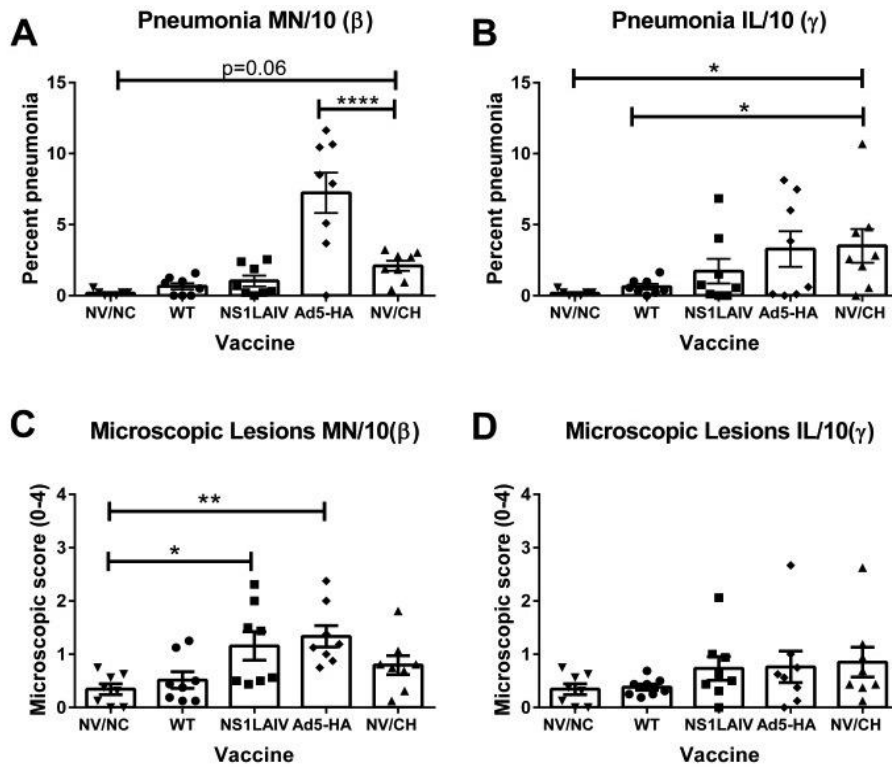 A
Pneumonia MN/10 (β)
p=0.06
****
Percent pneumonia
15
10
5
0
NV/NC WT NS1LAIV Ad5-HA NV/CH
Vaccine
B
Pneumonia IL/10 (γ)
*
*
Percent pneumonia
15
10
5
0
NV/NC WT NS1LAIV Ad5-HA NV/CH
Vaccine
C
Microscopic Lesions MN/10(β)
**
*
Microscopic score (0-4)
4
3
2
1
0
NV/NC WT NS1LAIV Ad5-HA NV/CH
Vaccine
D
Microscopic Lesions IL/10(γ)
Microscopic score (0-4)
4
3
2
1
0
NV/NC WT NS1LAIV Ad5-HA NV/CH
Vaccine